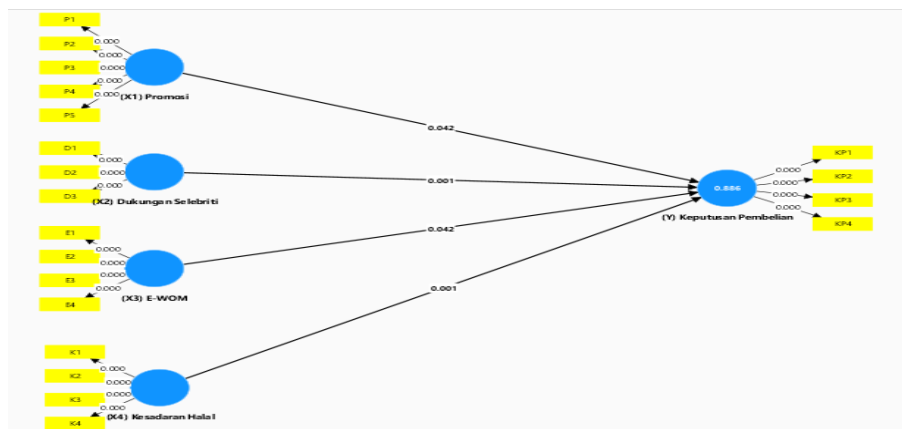 P1
P2
P3
P4
P5
0.000
0.000
0.000
0.000
0.000
(X1) Promosi
0.042
D1
D2
D3
0.000
0.000
0.000
(X2) Dukungan Selebriti
0.001
E1
E2
E3
E4
0.000
0.000
0.000
0.000
(X3) E-WOM
0.042
K1
K2
K3
K4
0.000
0.000
0.000
0.000
(X4) Kesadaran Halal
0.001
0.886
(Y) Keputusan Pembelian
0.000
0.000
0.000
0.000
KP1
KP2
KP3
KP4